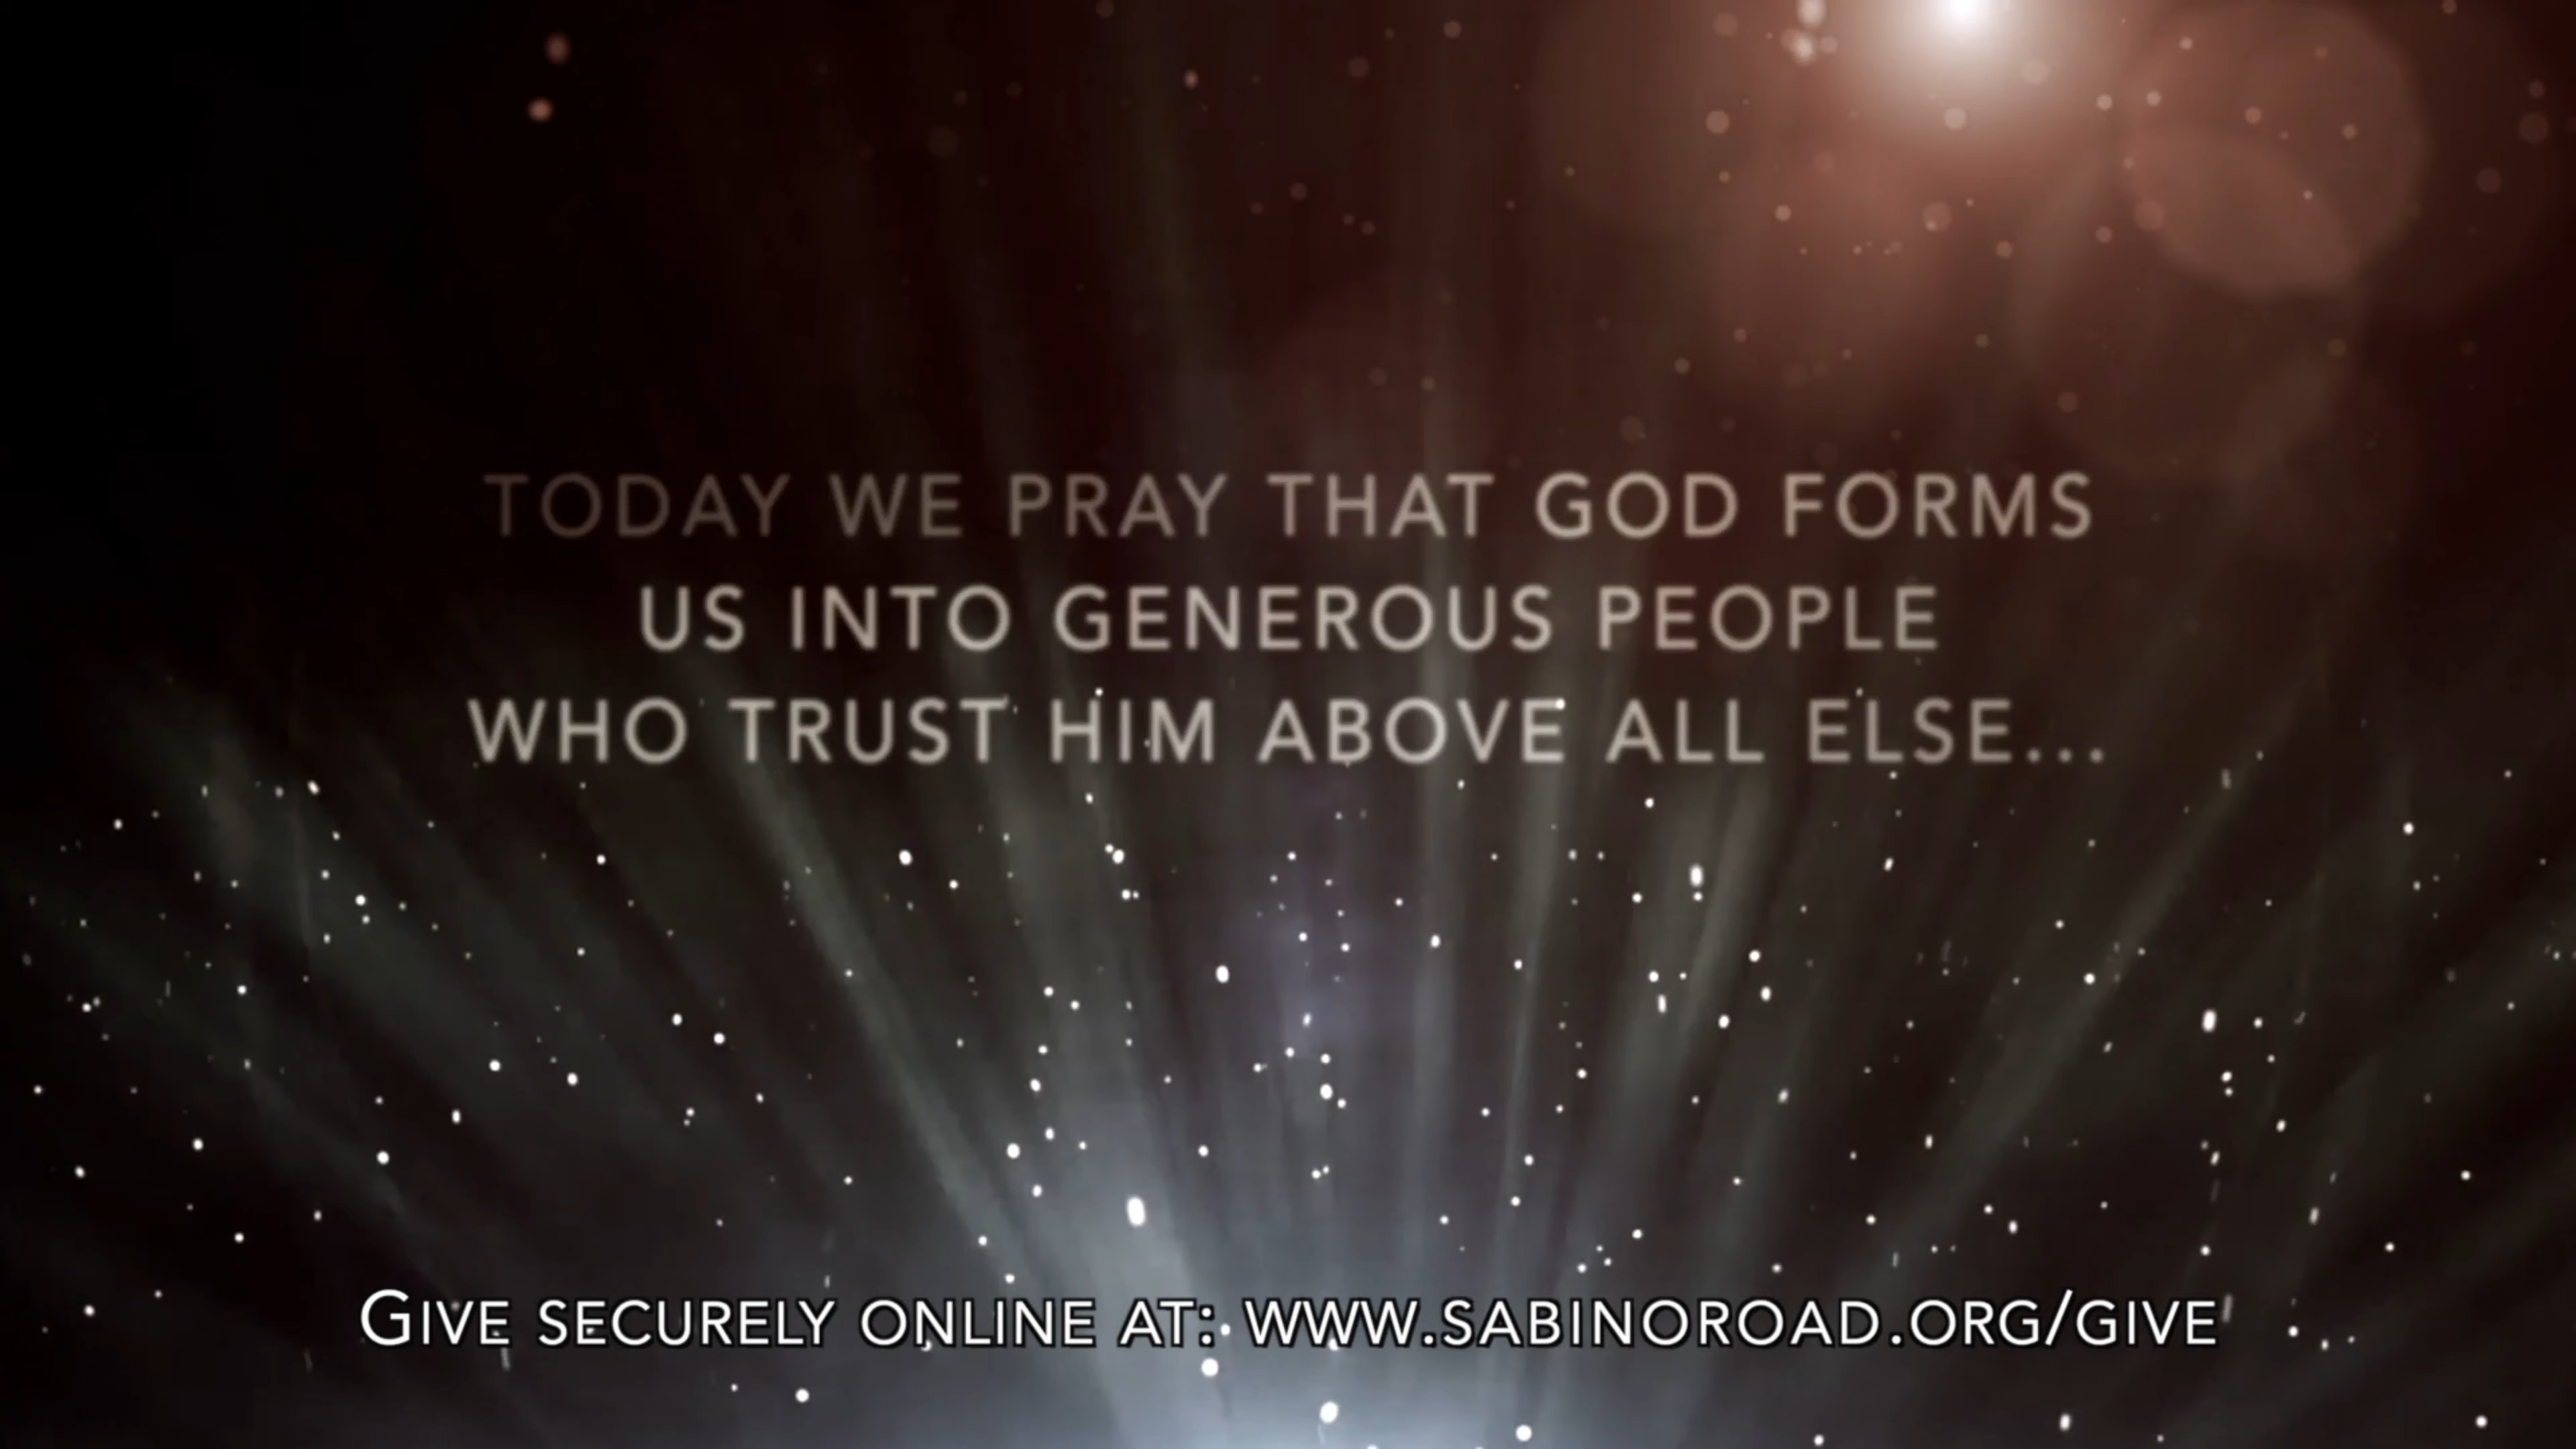 TODAY WE PRAY THAT GOD FORMS
US INTO GENEROUS PEOPLE
WHO TRUST HIM ABOVE ALL ELSE...
GIVE SECURELY ONLINE AT: WWW.SABINOROAD.ORG/GIVE